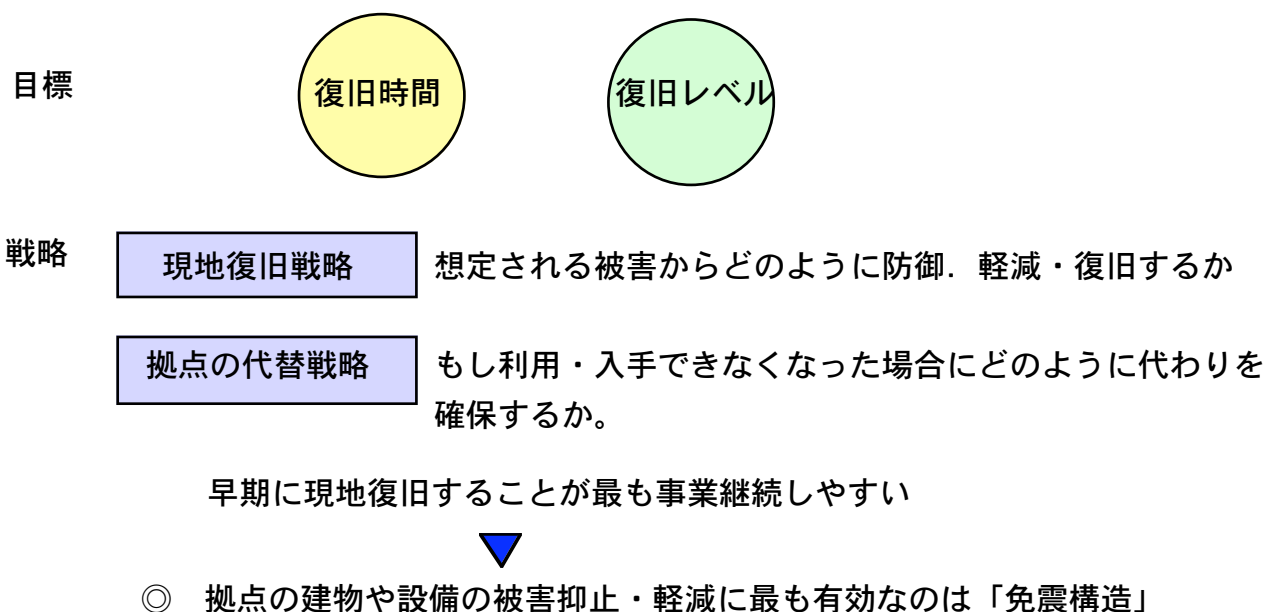 目標
復旧時間
復旧レベル
戦略
現地復旧戦略
想定される被害からどのように防御．軽減・復旧するか
拠点の代替戦略
もし利用・入手できなくなった場合にどのように代わりを
確保するか。
早期に現地復旧することが最も事業継続しやすい
◎　拠点の建物や設備の被害抑止・軽減に最も有効なのは「免震構造」